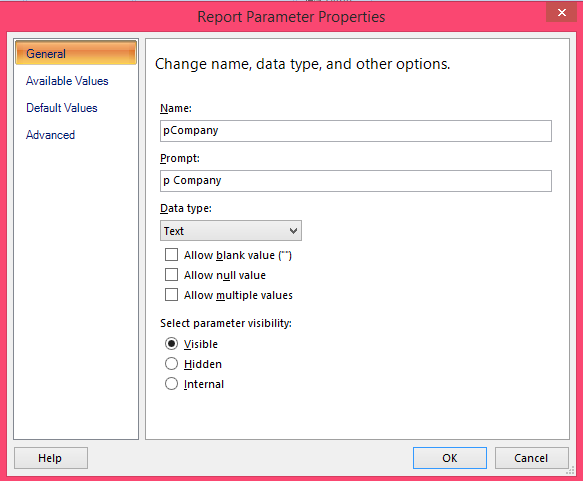 Report Parameter Properties
General
Available Values
Default Values
Advanced
Change name, data type, and other options.
Name:
pCompany
Prompt:
p Company
Data type:
Text
Allow blank value ("")
Allow null value
Allow multiple values
Select parameter visibility:
Visible
Hidden
Internal
Help
OK
Cancel